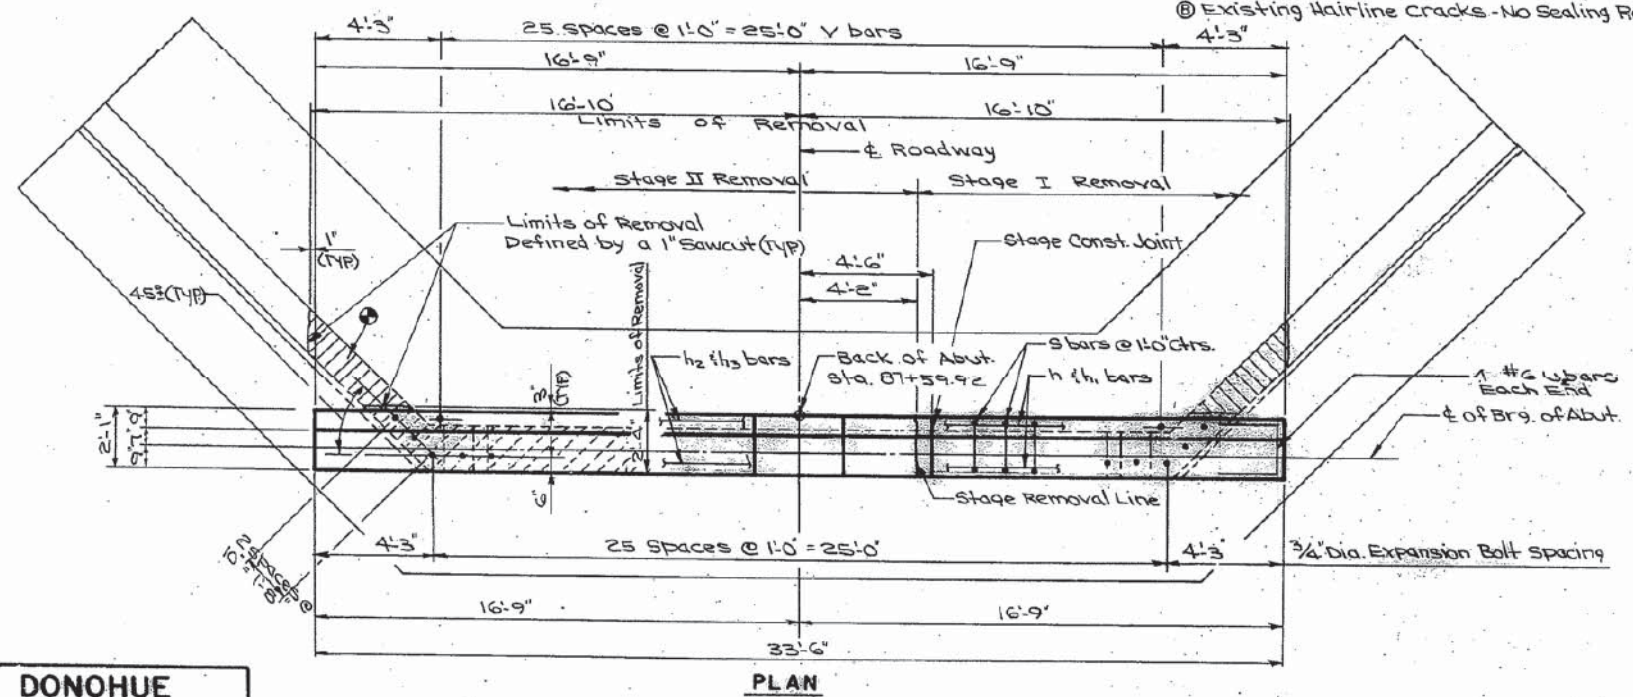 Ⓑ Existing Hairline Cracks - No Sealing R
4'-3"
25 Spaces @ 1'-0" = 25'-0" V bars
4'-3"
16'-9"
16'-9"
16'-10"
16'-10"
Limits of Removal
℄ Roadway
Stage II Removal
Stage I Removal
Limits of Removal
Defined by a 1" Sawcut (TYP)
1"
(TYP)
Stage Const. Joint
4'-6"
4'-2"
45° (TYP)
Limits of Removal
h2 & h3 bars
Back of Abut.
Sta. 87+59.92
S bars @ 1'-0" Ctrs.
h & h1 bars
#6 u bars
Each End
℄ of Brg. of Abut.
3"
(TYP)
2'-1"
9"
7"
9"
2'-4"
6"
Stage Removal Line
4'-3"
25 Spaces @ 1'-0" = 25'-0"
4'-3"
3/4" Dia. Expansion Bolt Spacing
16'-9"
16'-9"
33'-6"
DONOHUE
PLAN